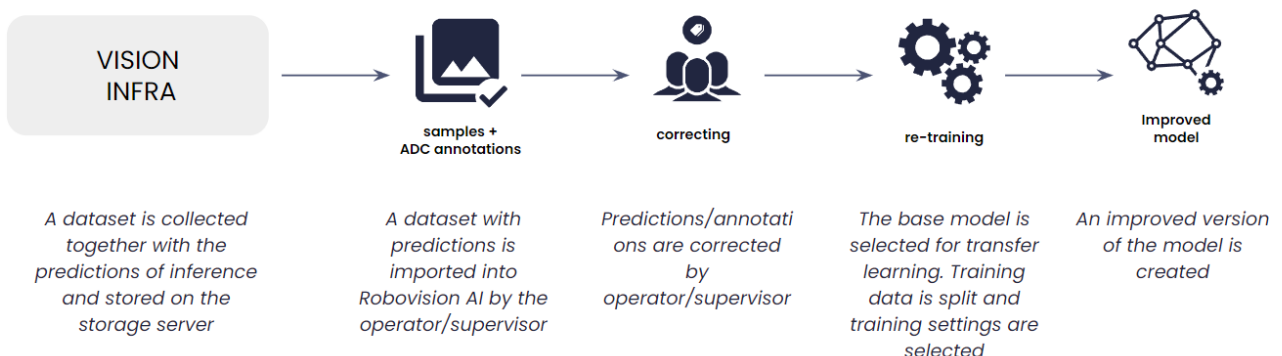 VISION
INFRA
samples +
ADC annotations
correcting
re-training
Improved
model
A dataset is collected
together with the
predictions of inference
and stored on the
storage server
A dataset with
predictions is
imported into
Robovision AI by the
operator/supervisor
Predictions/annotati
ons are corrected
by
operator/supervisor
The base model is
selected for transfer
learning. Training
data is split and
training settings are
selected
An improved version
of the model is
created